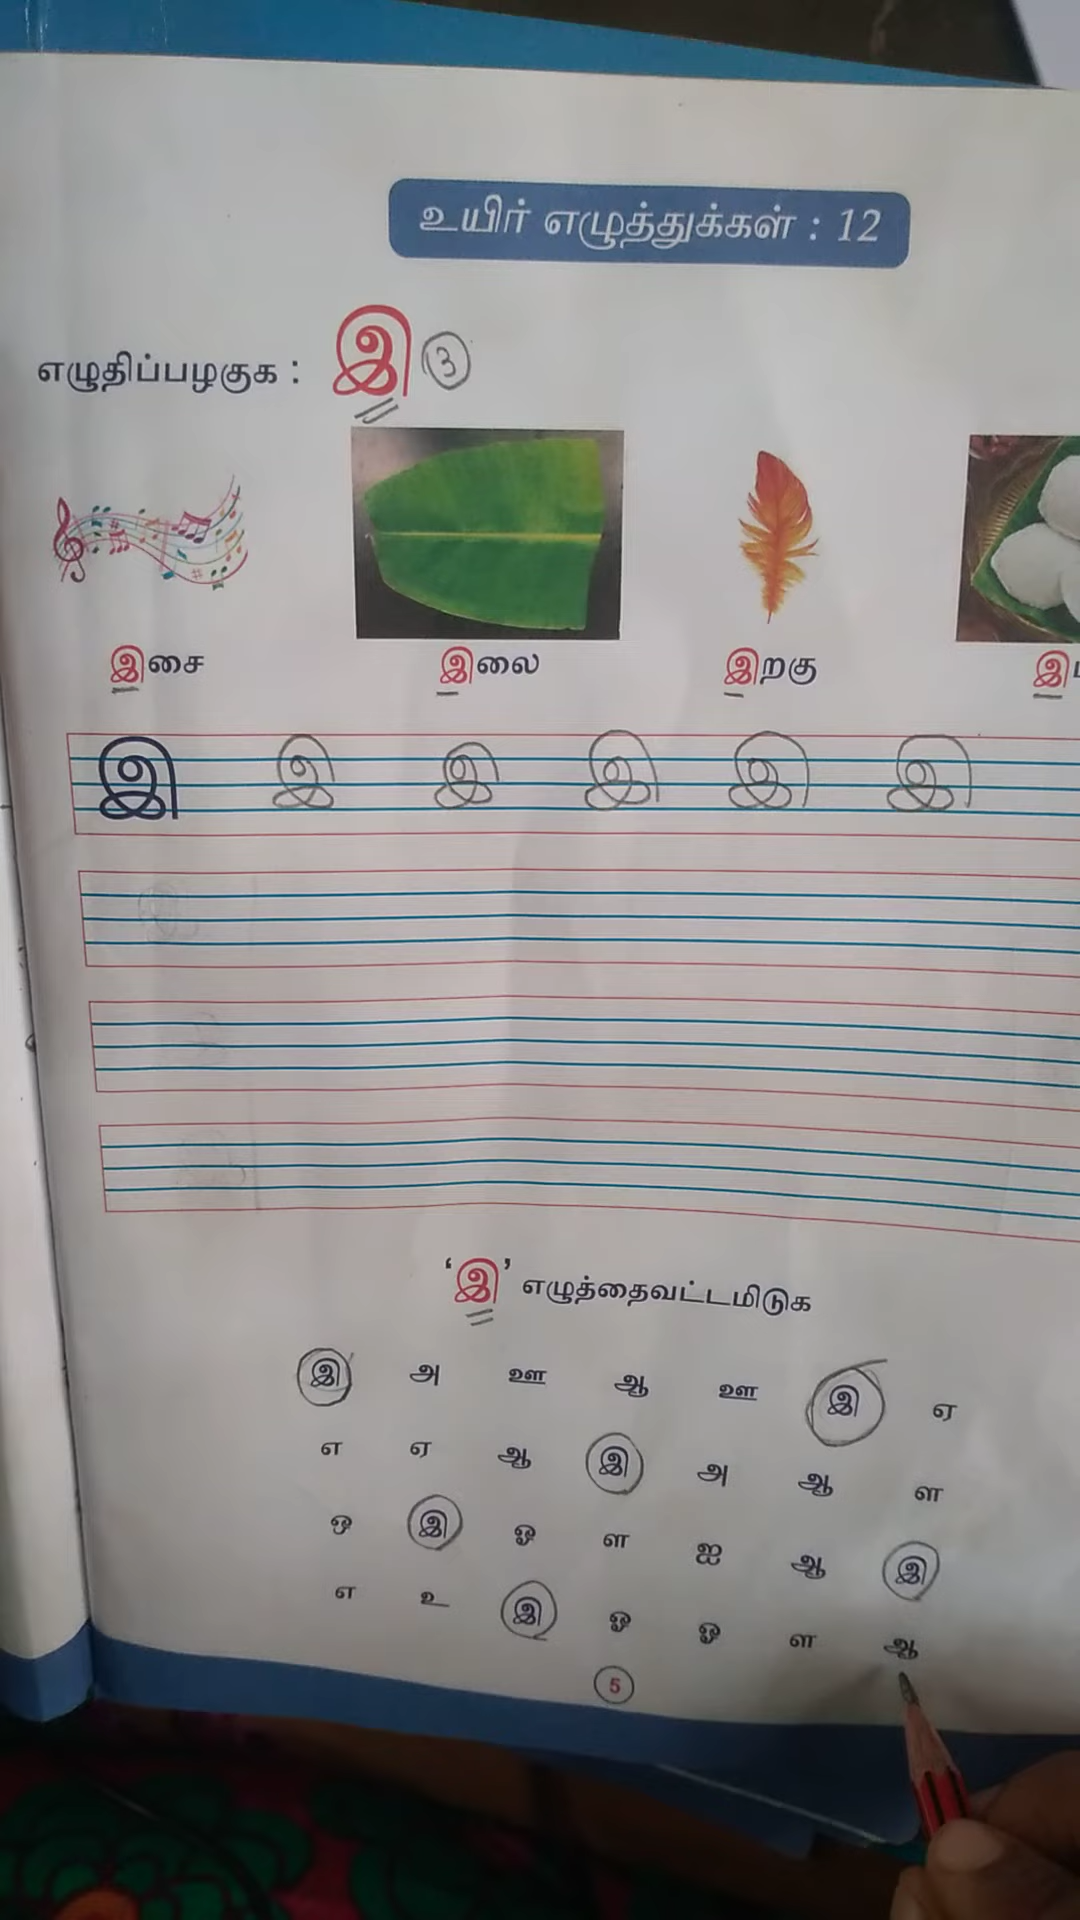 உயிர் எழுத்துக்கள் : 12
எழுதிப்பழகுக : இ 3
இசை இலை இறகு
இ இ இ இ இ இ
'இ' எழுத்தைவட்டமிடுக
இ அ ஊ ஆ ஊ இ ஏ
எ ஏ ஆ இ அ ஆ ள
ஒ இ ஓ ள ஐ ஆ இ
எ உ இ ஓ ஓ ள ஆ
5